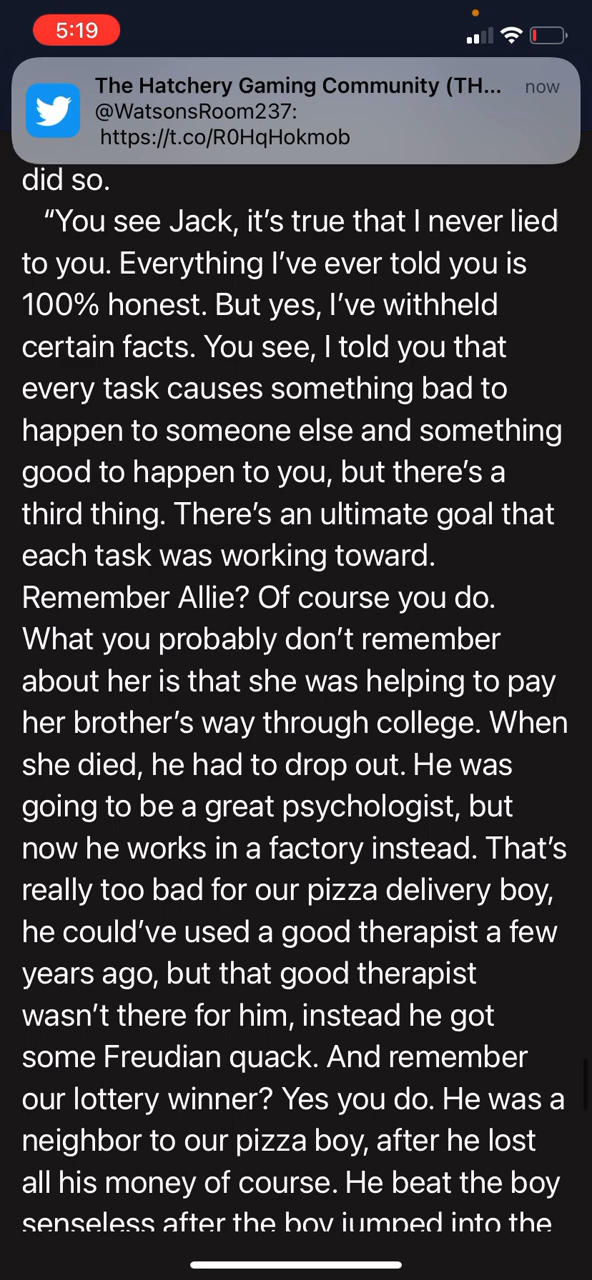 5:19
The Hatchery Gaming Community (TH... now
@WatsonsRoom237:
https://t.co/R0HqHokmob
did so.
“You see Jack, it’s true that I never lied
to you. Everything I’ve ever told you is
100% honest. But yes, I’ve withheld
certain facts. You see, I told you that
every task causes something bad to
happen to someone else and something
good to happen to you, but there’s a
third thing. There’s an ultimate goal that
each task was working toward.
Remember Allie? Of course you do.
What you probably don’t remember
about her is that she was helping to pay
her brother’s way through college. When
she died, he had to drop out. He was
going to be a great psychologist, but
now he works in a factory instead. That’s
really too bad for our pizza delivery boy,
he could’ve used a good therapist a few
years ago, but that good therapist
wasn’t there for him, instead he got
some Freudian quack. And remember
our lottery winner? Yes you do. He was a
neighbor to our pizza boy, after he lost
all his money of course. He beat the boy
senseless after the boy jumped into the